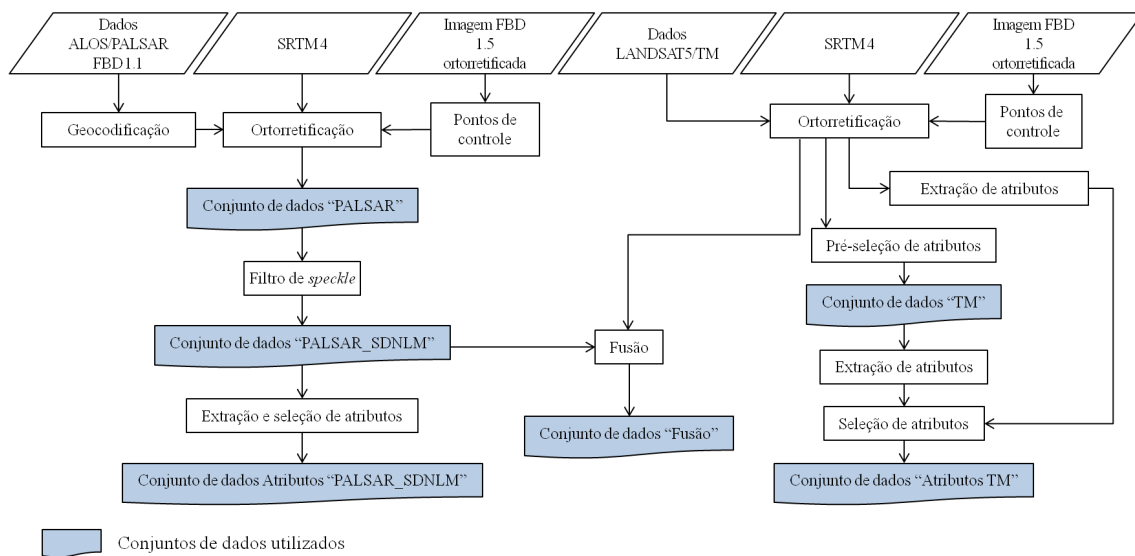 Dados
ALOS/PALSAR
FBD 1.1
SRTM 4
Imagem FBD
1.5
ortorretificada
Dados
LANDSAT5/TM
SRTM 4
Imagem FBD
1.5
ortorretificada
Geocodificação
Ortorretificação
Pontos de
controle
Ortorretificação
Pontos de
controle
Extração de atributos
Conjunto de dados “PALSAR”
Pré-seleção de atributos
Filtro de speckle
Conjunto de dados “TM”
Conjunto de dados “PALSAR_SDNLM”
Fusão
Extração de atributos
Extração e seleção de atributos
Conjunto de dados “Fusão”
Seleção de atributos
Conjunto de dados Atributos “PALSAR_SDNLM”
Conjunto de dados “Atributos TM”
Conjuntos de dados utilizados